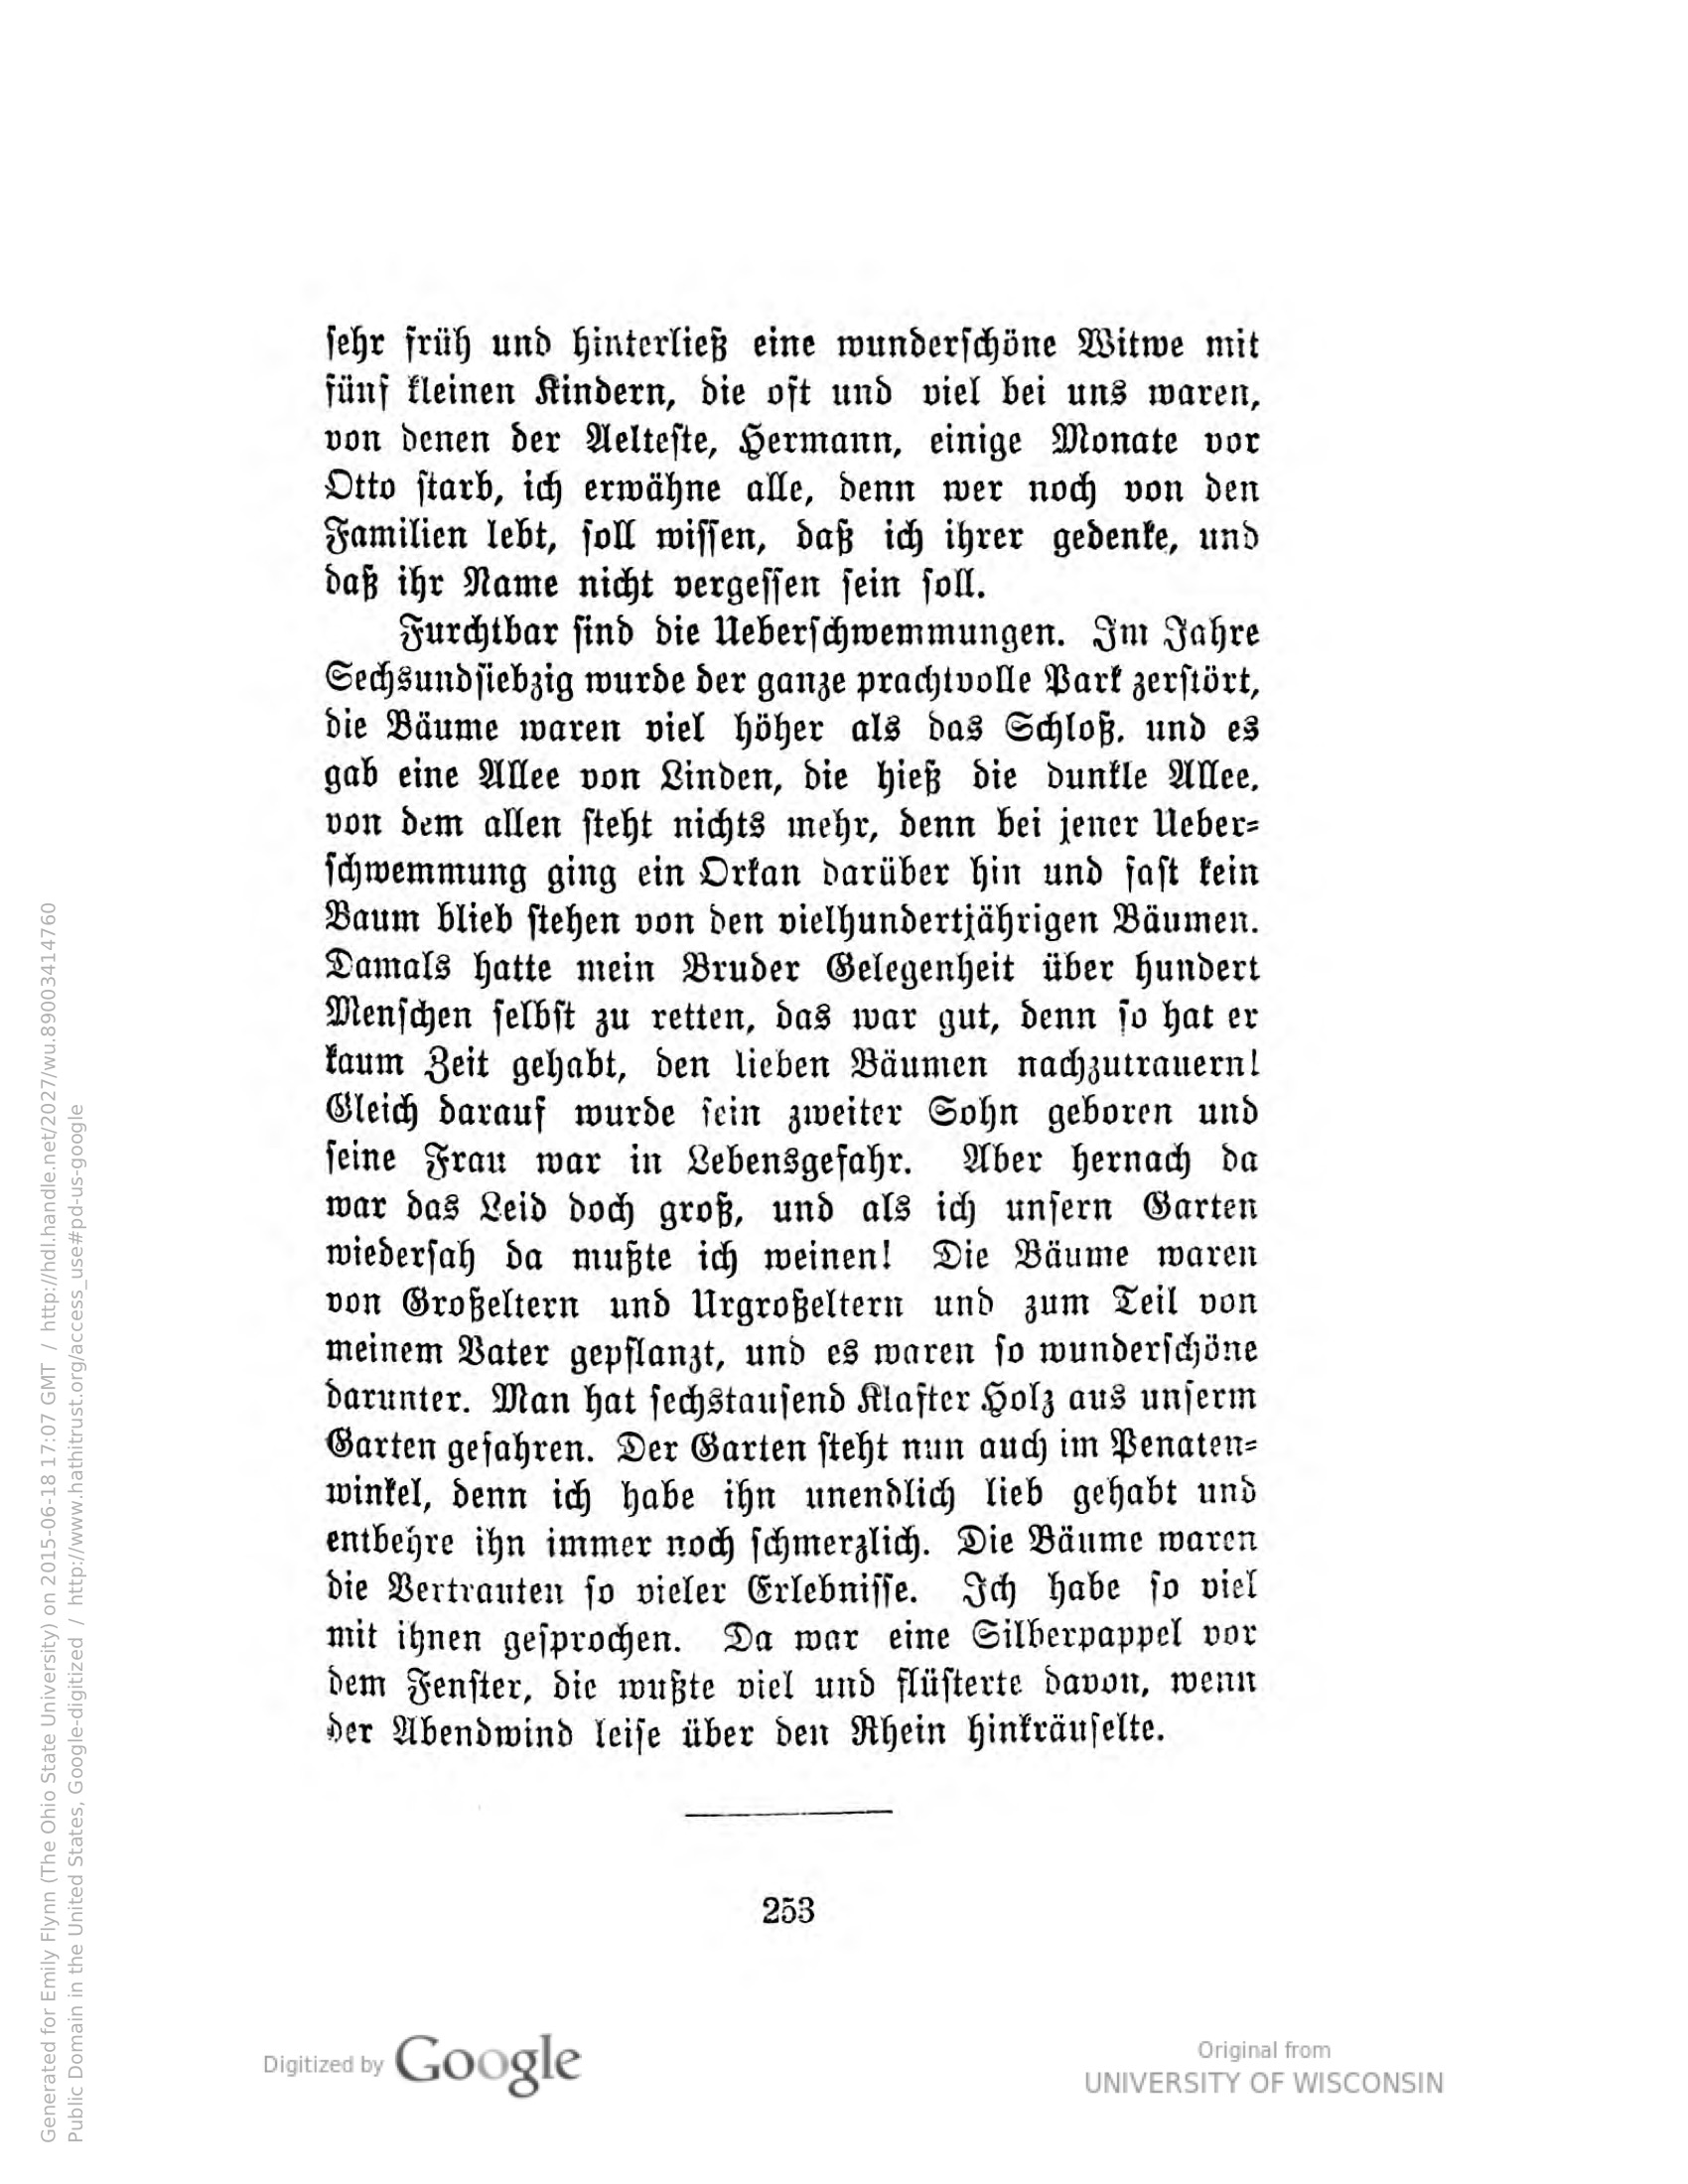 sehr früh und hinterließ eine wunderschöne Witwe mit
fünf kleinen Kindern, die oft und viel bei uns waren,
von denen der Aelteste, Hermann, einige Monate vor
Otto starb, ich erwähne alle, denn wer noch von den
Familien lebt, soll wissen, daß ich ihrer gedenke, und
daß ihr Name nicht vergessen sein soll.
Furchtbar sind die Ueberschwemmungen. Im Jahre
Sechsundsiebzig wurde der ganze prachtvolle Park zerstört,
die Bäume waren viel höher als das Schloß. und es
gab eine Allee von Linden, die hieß die dunkle Allee.
von dem allen steht nichts mehr, denn bei jener Ueber-
schwemmung ging ein Orkan darüber hin und fast kein
Baum blieb stehen von den vielhundertjährigen Bäumen.
Damals hatte mein Bruder Gelegenheit über hundert
Menschen selbst zu retten, das war gut, denn so hat er
kaum Zeit gehabt, den lieben Bäumen nachzutrauern!
Gleich darauf wurde sein zweiter Sohn geboren und
seine Frau war in Lebensgefahr. Aber hernach da
war das Leid doch groß, und als ich unsern Garten
wiedersah da mußte ich weinen! Die Bäume waren
von Großeltern und Urgroßeltern und zum Teil von
meinem Vater gepflanzt, und es waren so wunderschöne
darunter. Man hat sechstausend Klafter Holz aus unserm
Garten gefahren. Der Garten steht nun auch im Penaten-
winkel, denn ich habe ihn unendlich lieb gehabt und
entbehre ihn immer noch schmerzlich. Die Bäume waren
die Vertrauten so vieler Erlebnisse. Ich habe so viel
mit ihnen gesprochen. Da war eine Silberpappel vor
dem Fenster, die wußte viel und flüsterte davon, wenn
der Abendwind leise über den Rhein hinkräuselte.
253
Digitized by Google
Original from
UNIVERSITY OF WISCONSIN
Generated for Emily Flynn (The Ohio State University) on 2015-06-18 17:07 GMT / http://hdl.handle.net/2027/wu.89003414760
Public Domain in the United States, Google-digitized / http://www.hathitrust.org/access_use#pd-us-google